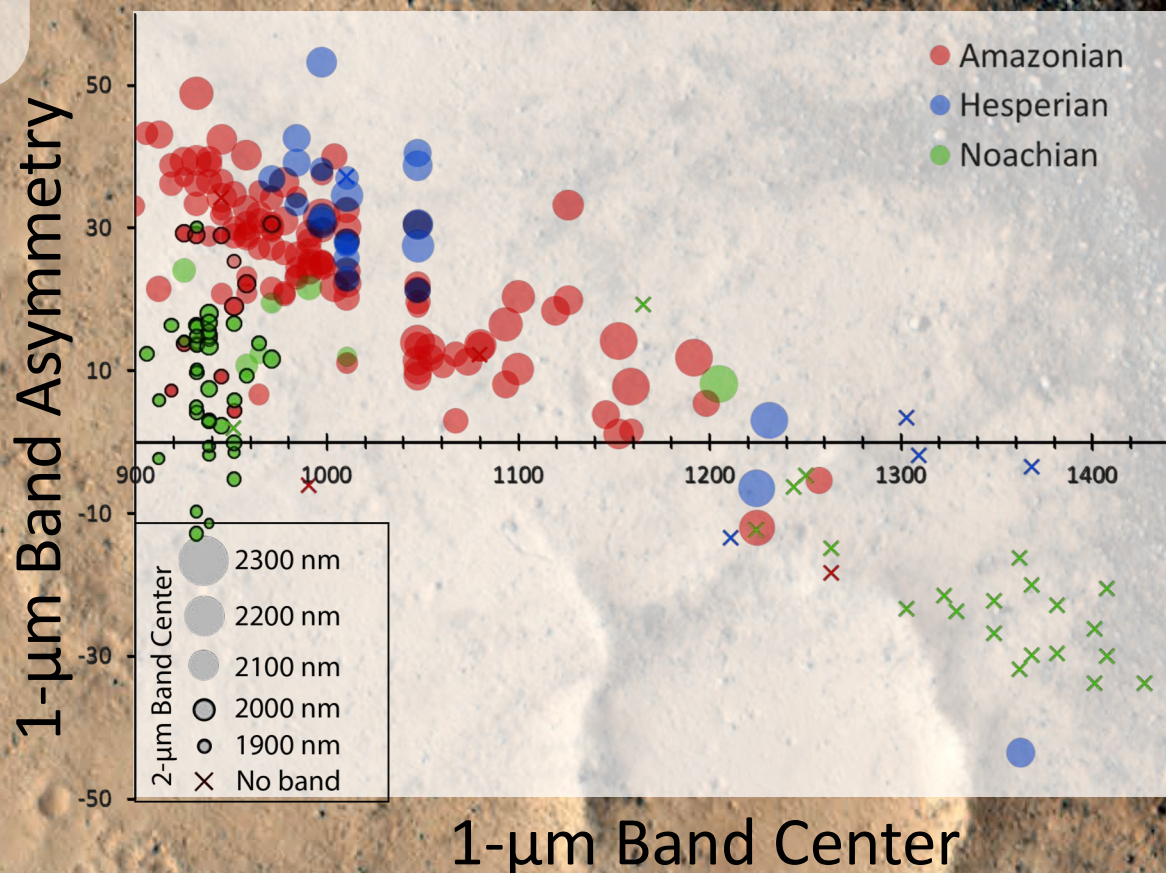 1-µm Band Asymmetry
50
30
10
-10
-30
-50
900 1000 1100 1200 1300 1400
Amazonian
Hesperian
Noachian
2-µm Band Center
2300 nm
2200 nm
2100 nm
2000 nm
1900 nm
No band
1-µm Band Center